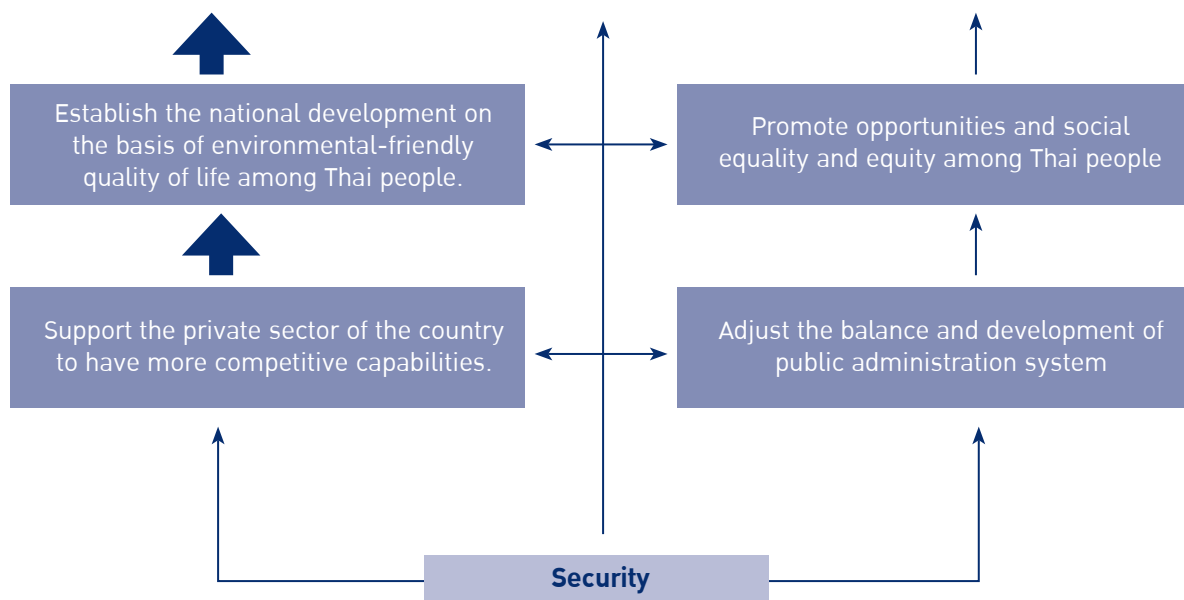 Establish the national development on
the basis of environmental-friendly
quality of life among Thai people.
Promote opportunities and social
equality and equity among Thai people
Support the private sector of the country
to have more competitive capabilities.
Adjust the balance and development of
public administration system
Security